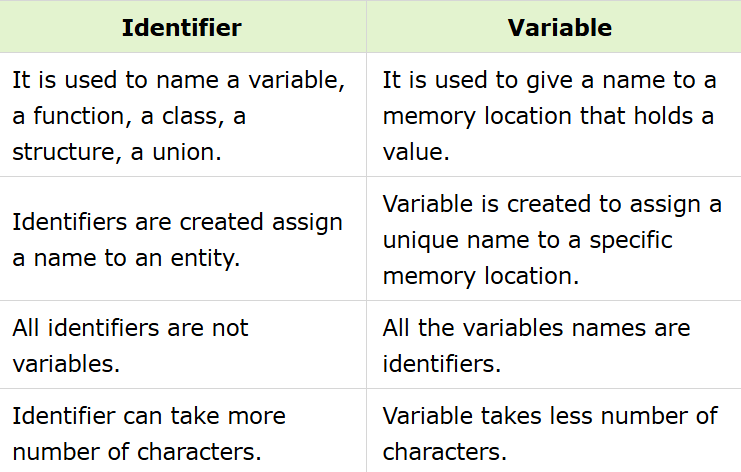 Identifier
Variable
It is used to name a variable,
a function, a class, a
structure, a union.
It is used to give a name to a
memory location that holds a
value.
Identifiers are created assign
a name to an entity.
Variable is created to assign a
unique name to a specific
memory location.
All identifiers are not
variables.
All the variables names are
identifiers.
Identifier can take more
number of characters.
Variable takes less number of
characters.